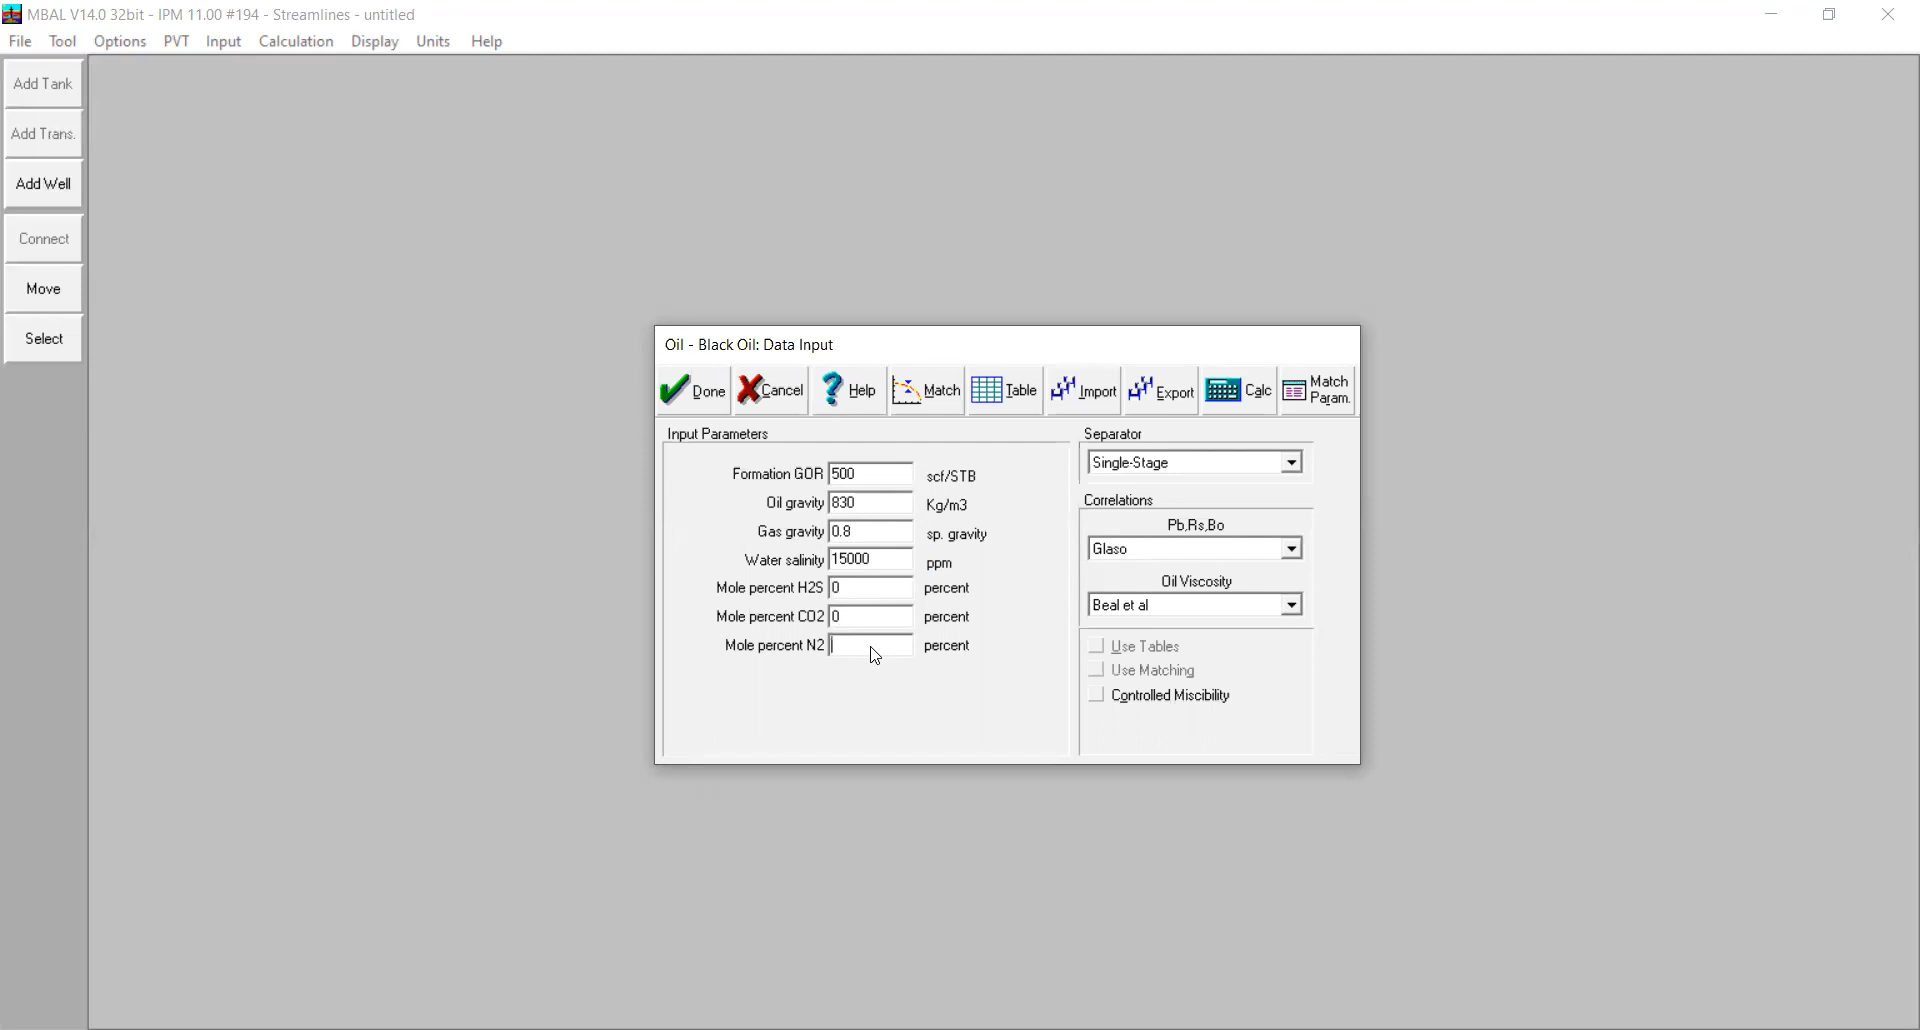 MBAL V14.0 32bit - IPM 11.00 #194 - Streamlines - untitled
File Tool Options PVT Input Calculation Display Units Help
Add Tank
Add Trans.
Add Well
Connect
Move
Select
Oil - Black Oil: Data Input
Done Cancel Help Match Table Import Export Calc Match Param.
Input Parameters
Formation GOR 500 scf/STB
Oil gravity 830 Kg/m3
Gas gravity 0.8 sp. gravity
Water salinity 15000 ppm
Mole percent H2S 0 percent
Mole percent CO2 0 percent
Mole percent N2 percent
Separator
Single-Stage
Correlations
Pb,Rs,Bo
Glaso
Oil Viscosity
Beal et al
Use Tables
Use Matching
Controlled Miscibility